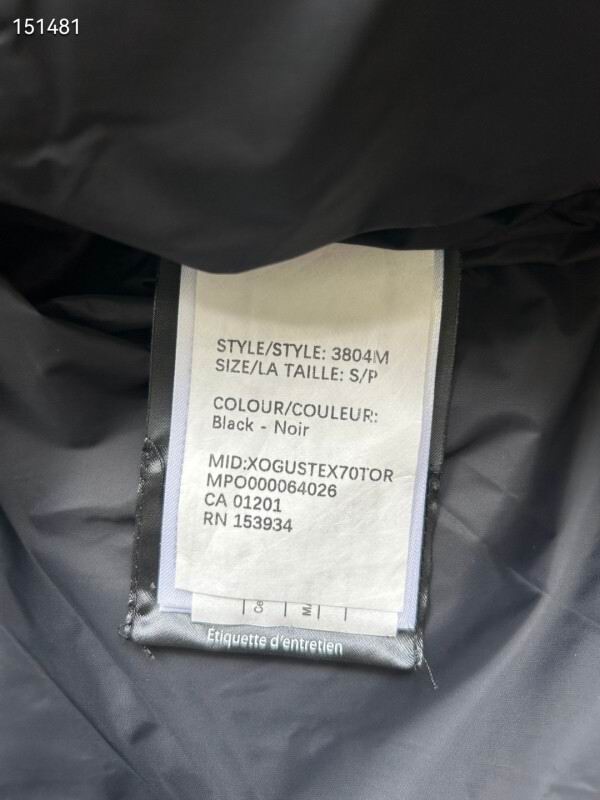 151481
STYLE/STYLE: 3804M
SIZE/LA TAILLE: S/P
COLOUR/COULEUR:
Black - Noir
MID:XOGUSTEX70TOR
MPO000064026
CA 01201
RN 153934
Étiquette d'entretien